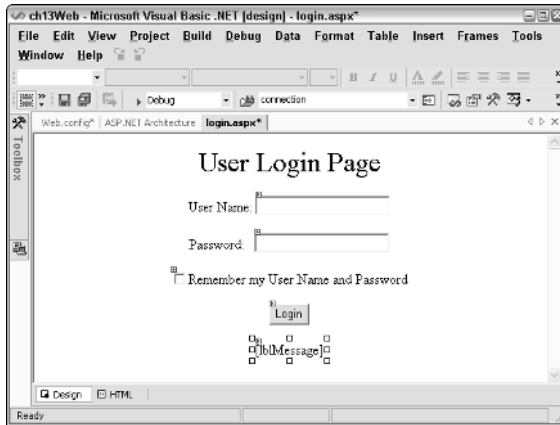 ch13Web - Microsoft Visual Basic .NET [design] - login.aspx*
File Edit View Project Build Debug Data Format Table Insert Frames Tools
Window Help
B I U A
Debug connection
Web.config* ASP.NET Architecture login.aspx*
Toolbox
User Login Page
User Name:
Password:
Remember my User Name and Password
Login
[lblMessage]
Design HTML
Ready